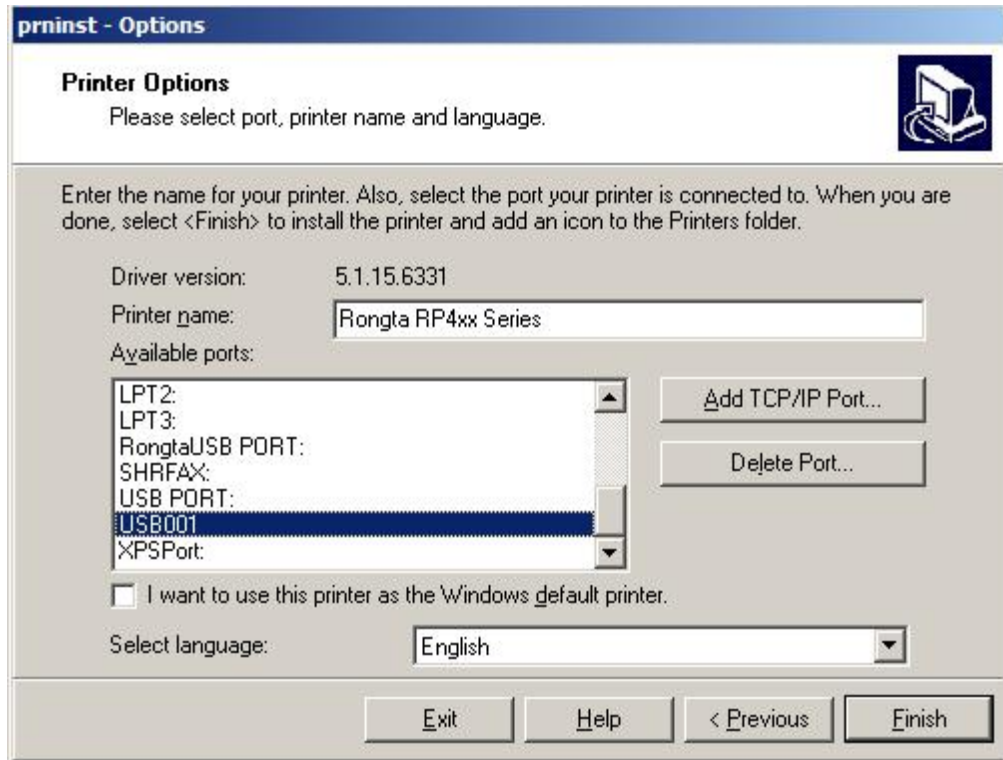 prninst - Options
Printer Options
Please select port, printer name and language.
Enter the name for your printer. Also, select the port your printer is connected to. When you are
done, select <Finish> to install the printer and add an icon to the Printers folder.
Driver version: 5.1.15.6331
Printer name: Rongta RP4xx Series
Available ports:
LPT2:
LPT3:
RongtaUSB PORT:
SHRFAX:
USB PORT:
USB001
XPSPort:
Add TCP/IP Port...
Delete Port...
I want to use this printer as the Windows default printer.
Select language: English
Exit Help < Previous Finish